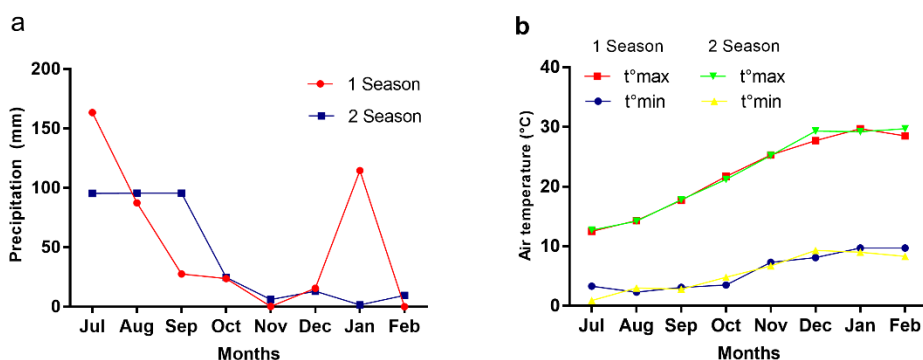 a
200
150
100
50
0
Precipitation (mm)
1 Season
2 Season
Jul Aug Sep Oct Nov Dec Jan Feb
Months
b
1 Season 2 Season
t°max t°max
t°min t°min
40
30
20
10
0
Air temperature (°C)
Jul Aug Sep Oct Nov Dec Jan Feb
Months